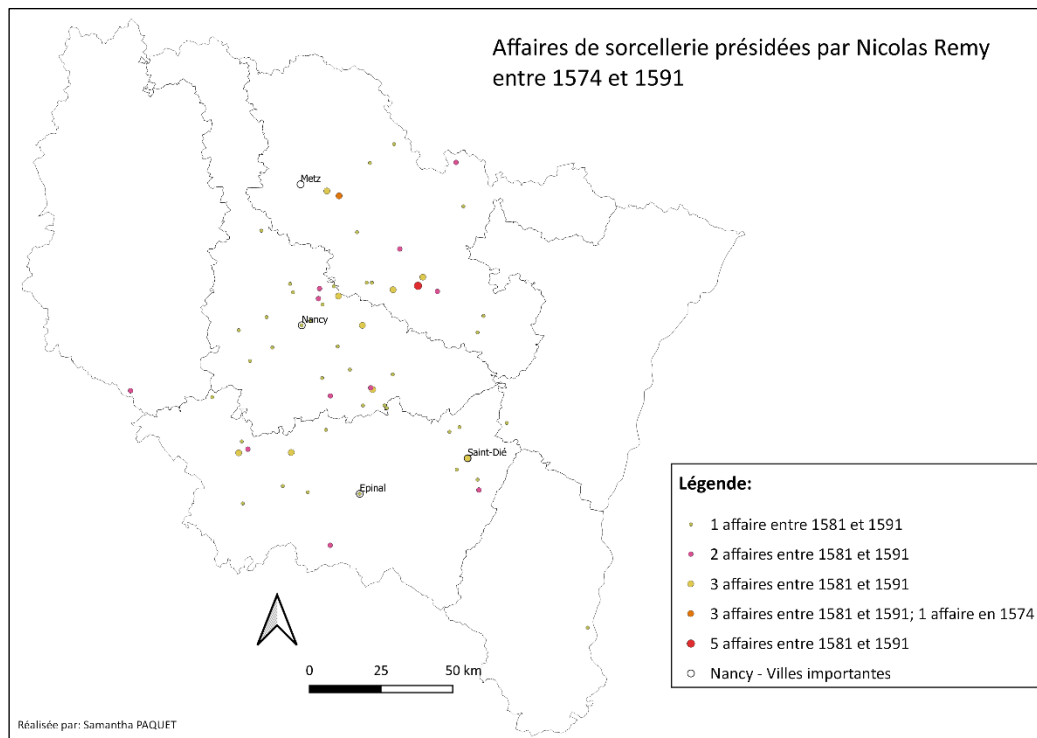 Affaires de sorcellerie présidées par Nicolas Remy
entre 1574 et 1591
Metz
Nancy
Saint-Dié
Epinal
Légende:
1 affaire entre 1581 et 1591
2 affaires entre 1581 et 1591
3 affaires entre 1581 et 1591
3 affaires entre 1581 et 1591; 1 affaire en 1574
5 affaires entre 1581 et 1591
Nancy - Villes importantes
0 25 50 km
Réalisée par: Samantha PAQUET